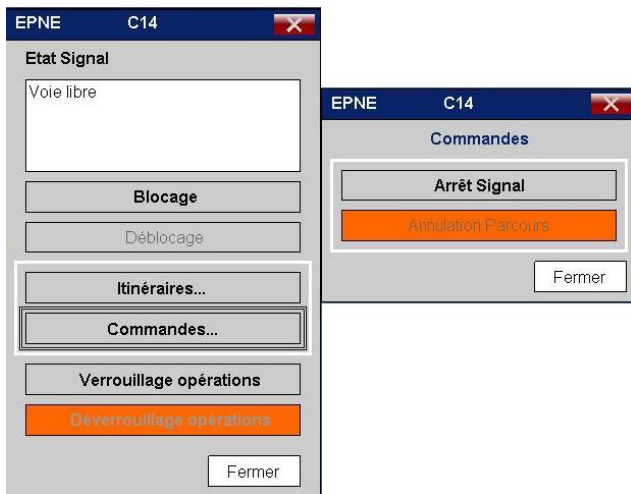 EPNE C14
Etat Signal
Voie libre
Blocage
Déblocage
Itinéraires...
Commandes...
Verrouillage opérations
Déverrouillage opérations
Fermer
EPNE C14
Commandes
Arrêt Signal
Annulation Parcours
Fermer